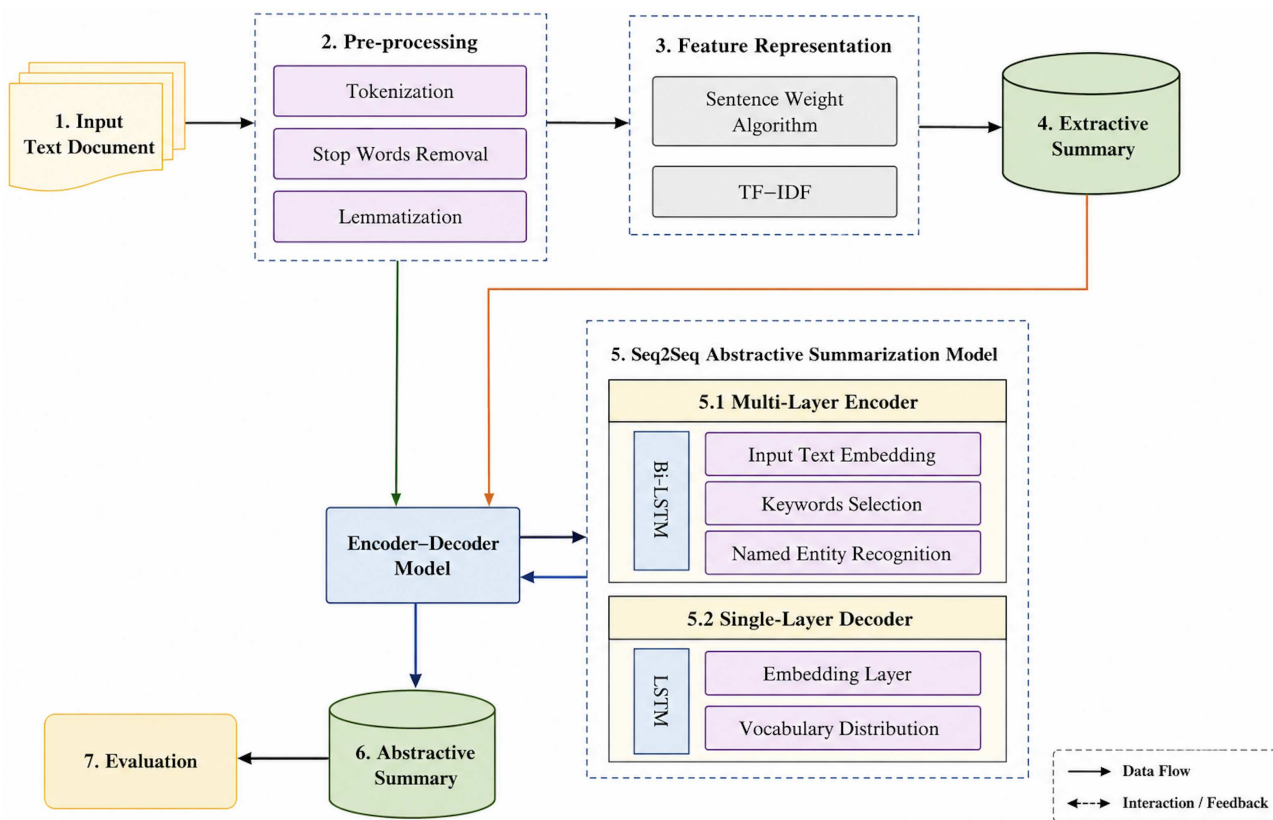 1. Input
Text Document
2. Pre-processing
Tokenization
Stop Words Removal
Lemmatization
3. Feature Representation
Sentence Weight
Algorithm
TF–IDF
4. Extractive
Summary
5. Seq2Seq Abstractive Summarization Model
5.1 Multi-Layer Encoder
Bi-LSTM
Input Text Embedding
Keywords Selection
Named Entity Recognition
Encoder–Decoder
Model
5.2 Single-Layer Decoder
LSTM
Embedding Layer
Vocabulary Distribution
6. Abstractive
Summary
7. Evaluation
Data Flow
Interaction / Feedback